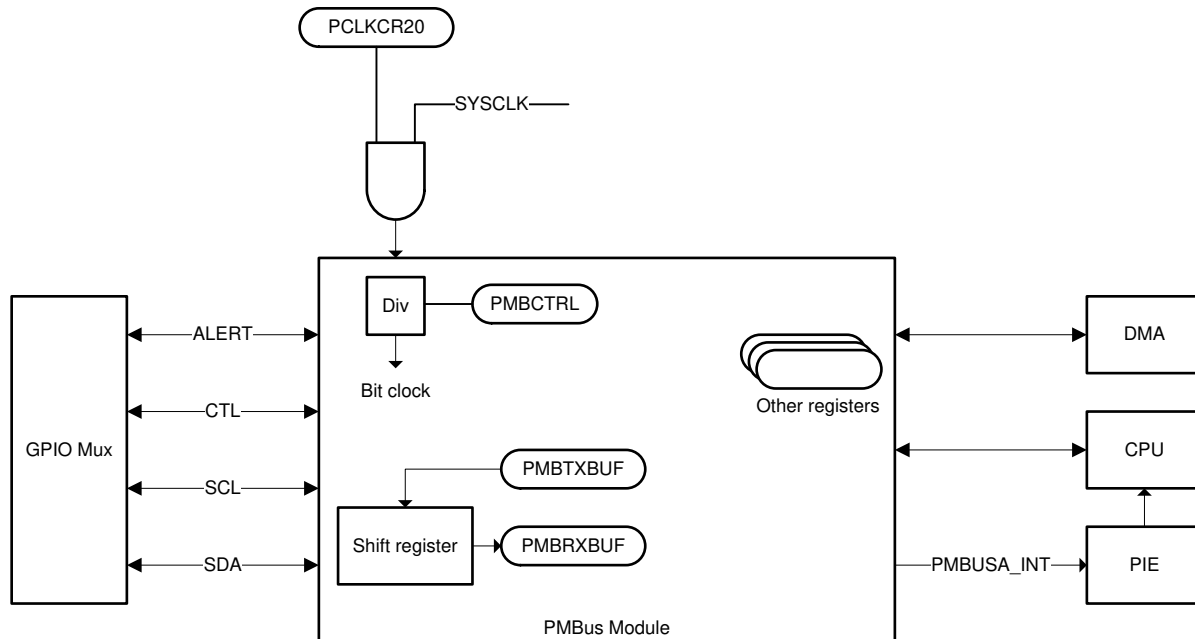 PCLKCR20
SYSCLK
Div
PMBCTRL
Bit clock
Other registers
ALERT
CTL
SCL
SDA
GPIO Mux
PMBTXBUF
Shift register
PMBRXBUF
DMA
CPU
PMBUSA_INT
PIE
PMBus Module